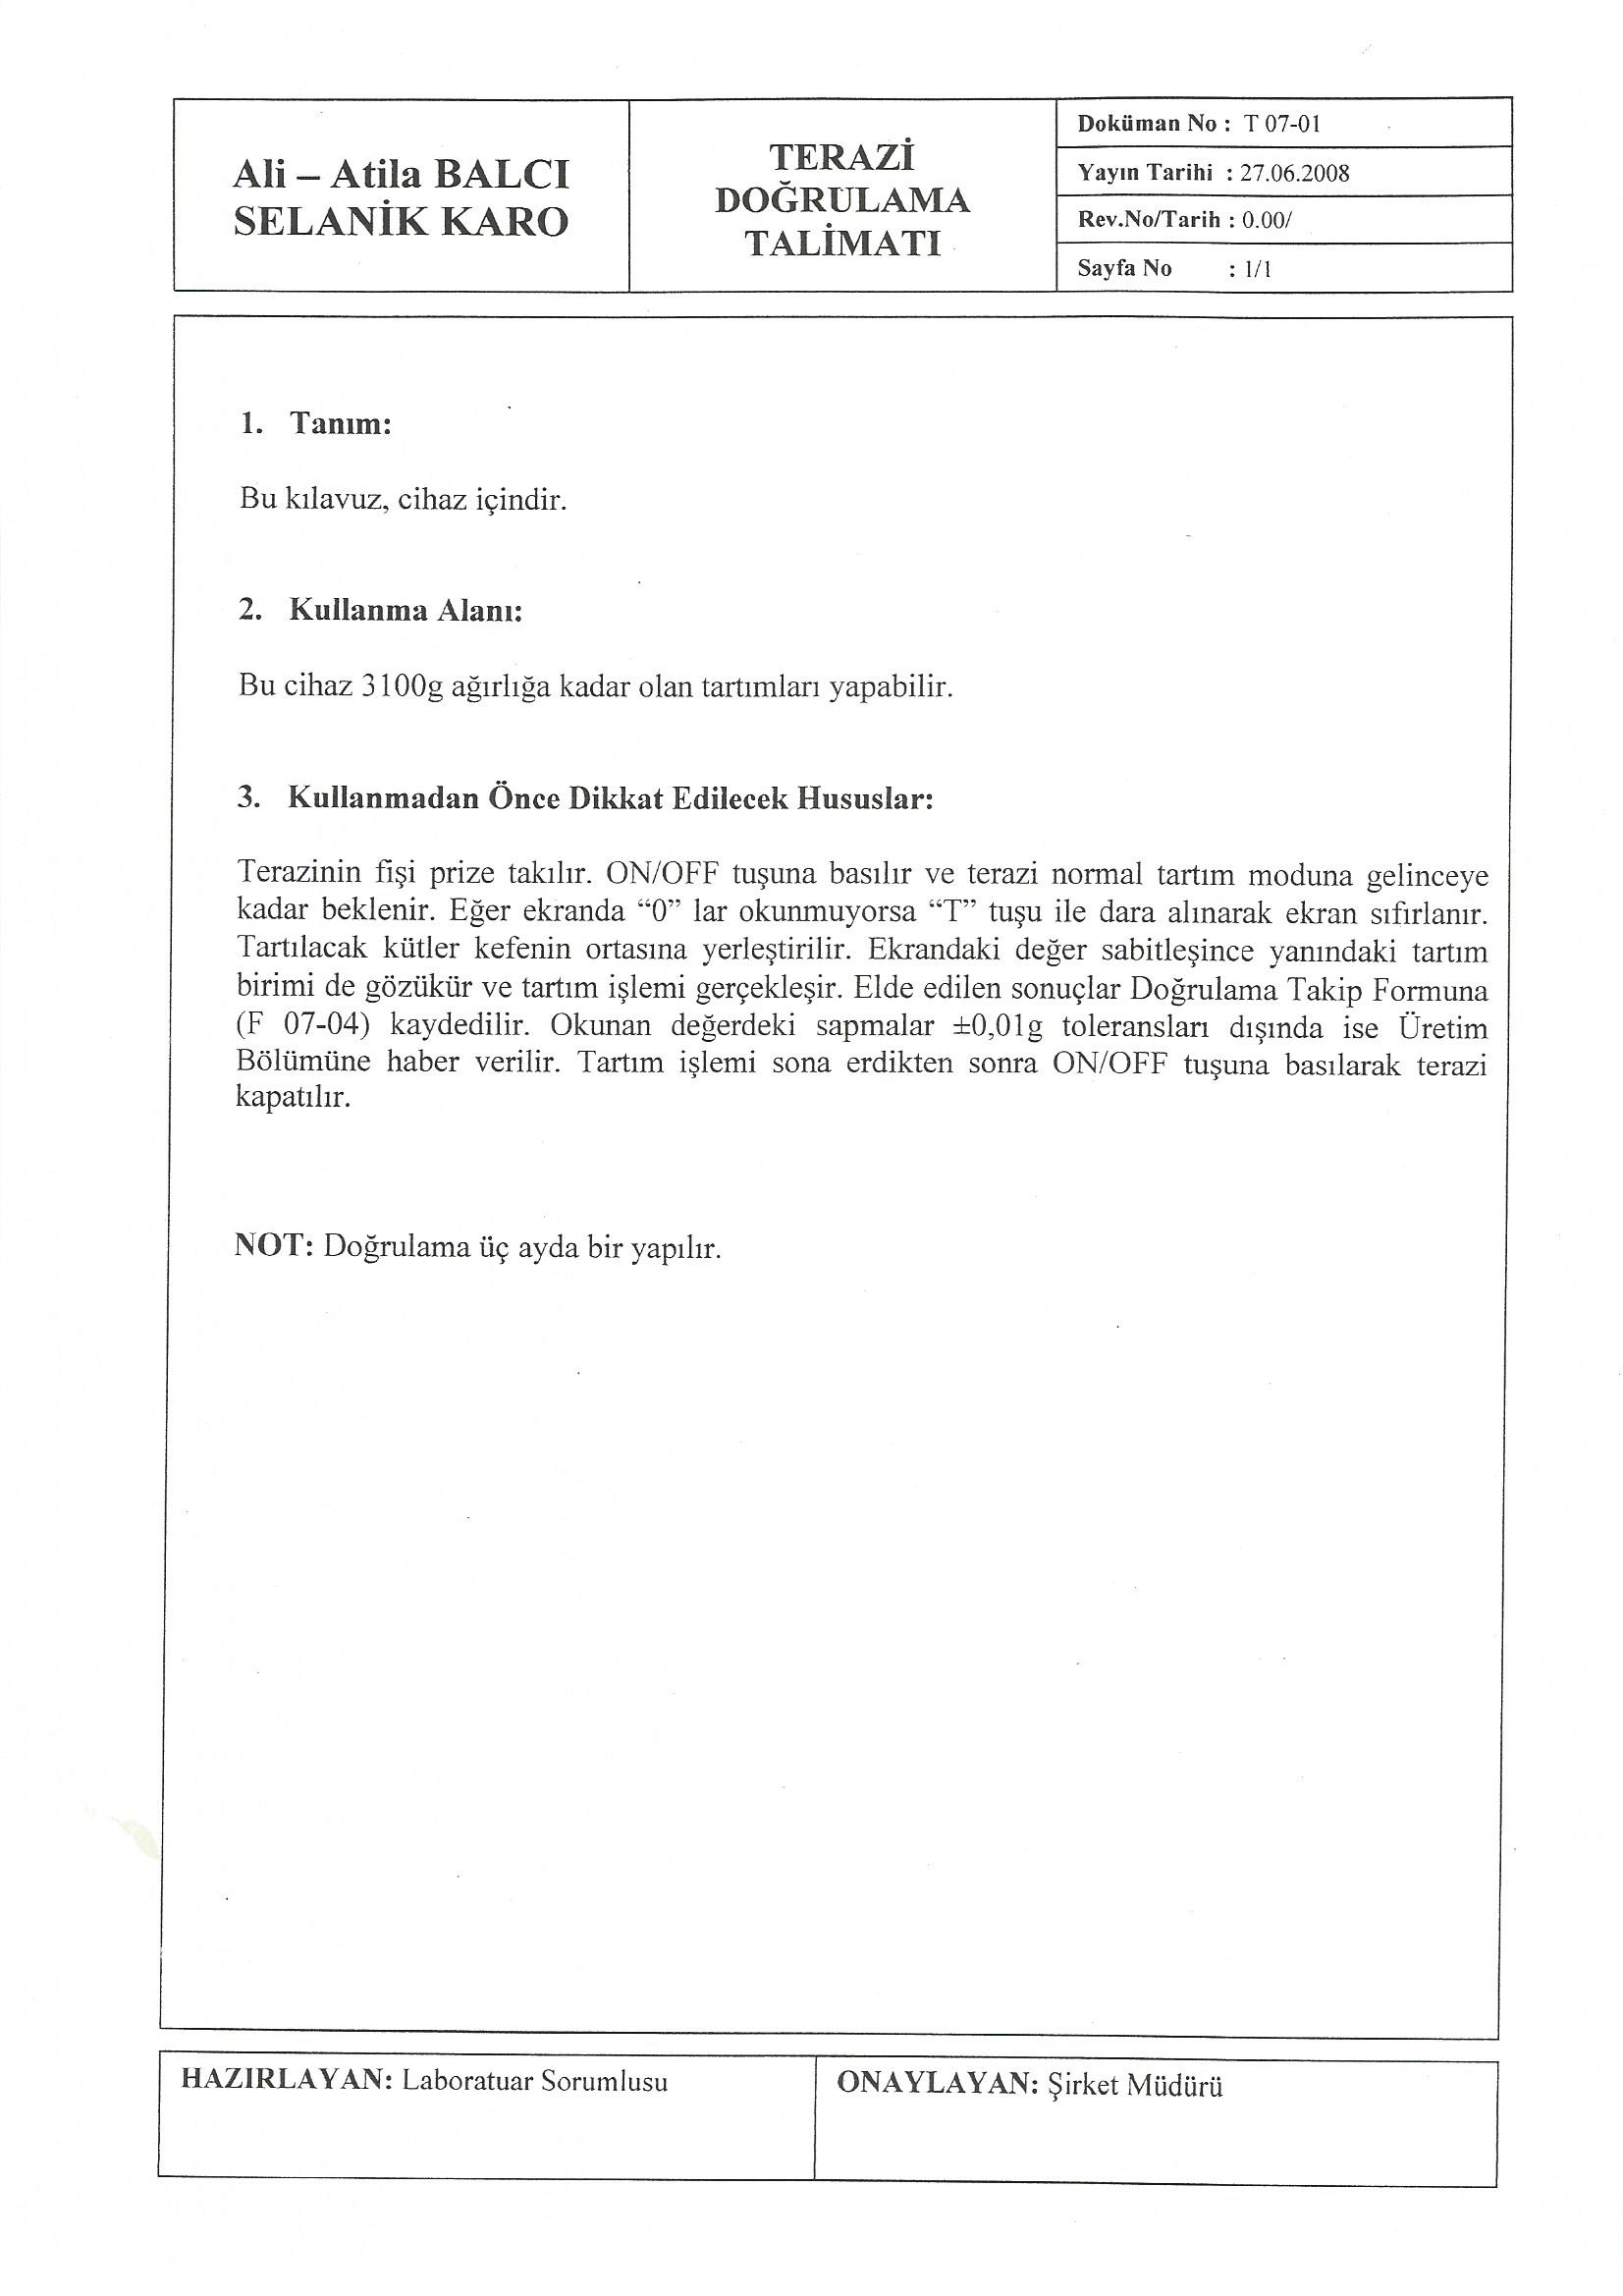 Ali – Atila BALCI
SELANİK KARO
TERAZİ
DOĞRULAMA
TALİMATI
Doküman No : T 07-01
Yayın Tarihi : 27.06.2008
Rev.No/Tarih : 0.00/
Sayfa No : 1/1
1. Tanım:
Bu kılavuz, cihaz içindir.
2. Kullanma Alanı:
Bu cihaz 3100g ağırlığa kadar olan tartımları yapabilir.
3. Kullanmadan Önce Dikkat Edilecek Hususlar:
Terazinin fişi prize takılır. ON/OFF tuşuna basılır ve terazi normal tartım moduna gelinceye
kadar beklenir. Eğer ekranda “0” lar okunmuyorsa “T” tuşu ile dara alınarak ekran sıfırlanır.
Tartılacak kütler kefenin ortasına yerleştirilir. Ekrandaki değer sabitleşince yanındaki tartım
birimi de gözükür ve tartım işlemi gerçekleşir. Elde edilen sonuçlar Doğrulama Takip Formuna
(F 07-04) kaydedilir. Okunan değerdeki sapmalar ±0,01g toleransları dışında ise Üretim
Bölümüne haber verilir. Tartım işlemi sona erdikten sonra ON/OFF tuşuna basılarak terazi
kapatılır.
NOT: Doğrulama üç ayda bir yapılır.
HAZIRLAYAN: Laboratuar Sorumlusu
ONAYLAYAN: Şirket Müdürü